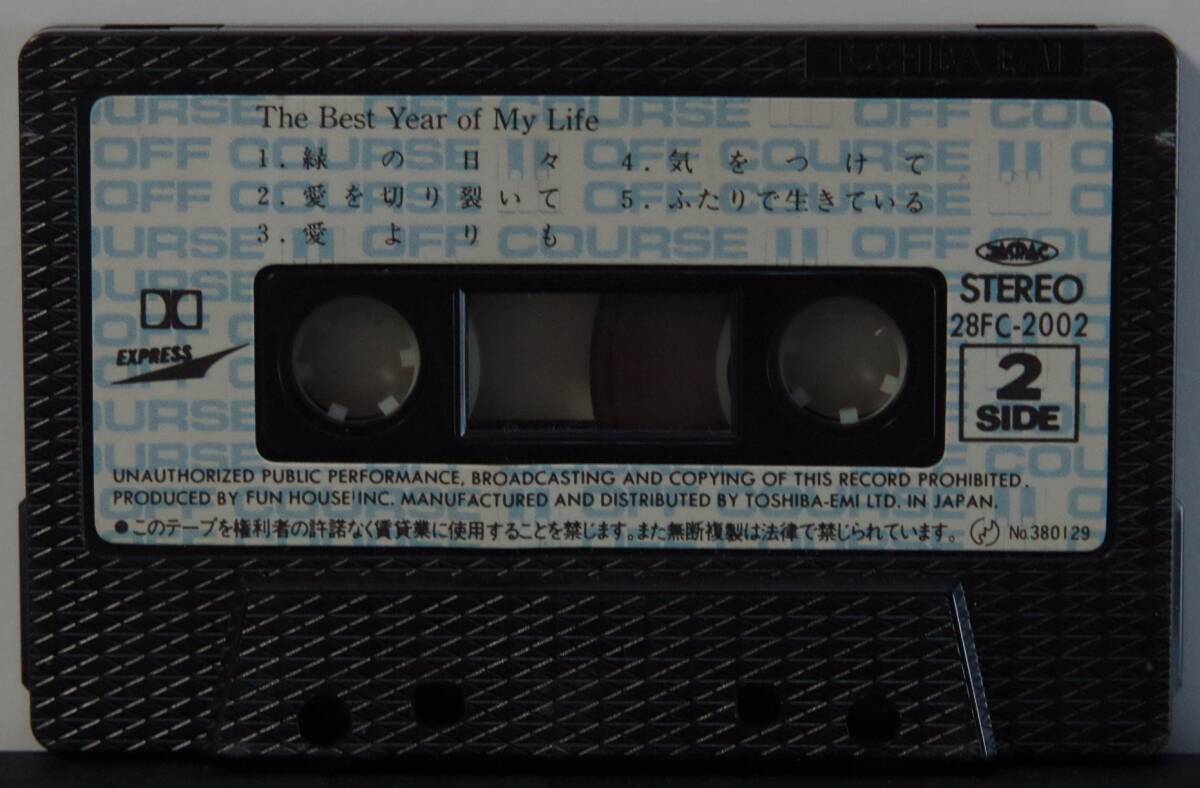 TOSHIBA-EMI
The Best Year of My Life
1. 緑の日々
2. 愛を切り裂いて
3. 愛よりも
4. 気をつけて
5. ふたりで生きている
OFF COURSE
JASRAC
STEREO
28FC-2002
2
SIDE
EXPRESS
UNAUTHORIZED PUBLIC PERFORMANCE, BROADCASTING AND COPYING OF THIS RECORD PROHIBITED.
PRODUCED BY FUN HOUSE INC. MANUFACTURED AND DISTRIBUTED BY TOSHIBA-EMI LTD. IN JAPAN.
●このテープを権利者の許諾なく賃貸業に使用することを禁じます。また無断複製は法律で禁じられています。 No.380129